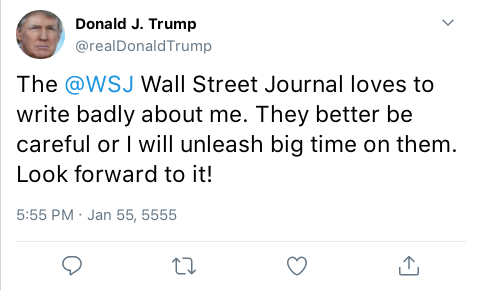 Donald J. Trump
@realDonaldTrump
The @WSJ Wall Street Journal loves to
write badly about me. They better be
careful or I will unleash big time on them.
Look forward to it!
5:55 PM · Jan 55, 5555